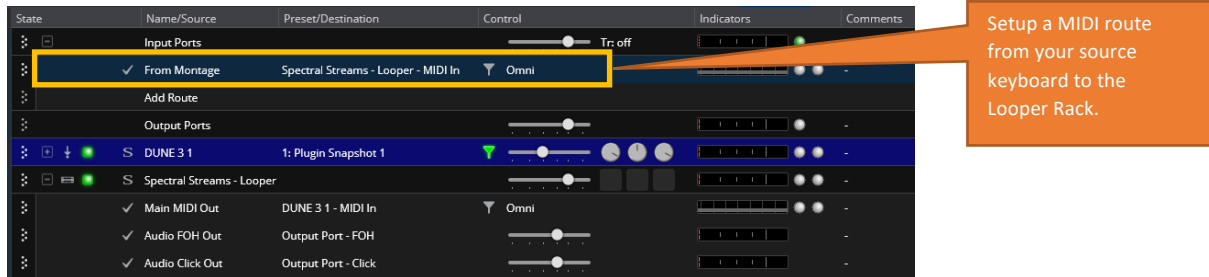 State Name/Source Preset/Destination Control Indicators Comments
Input Ports Tr: off
From Montage Spectral Streams - Looper - MIDI In Omni -
Add Route
Output Ports -
S DUNE 3 1 1: Plugin Snapshot 1 -
S Spectral Streams - Looper -
Main MIDI Out DUNE 3 1 - MIDI In Omni -
Audio FOH Out Output Port - FOH
Audio Click Out Output Port - Click
Setup a MIDI route
from your source
keyboard to the
Looper Rack.